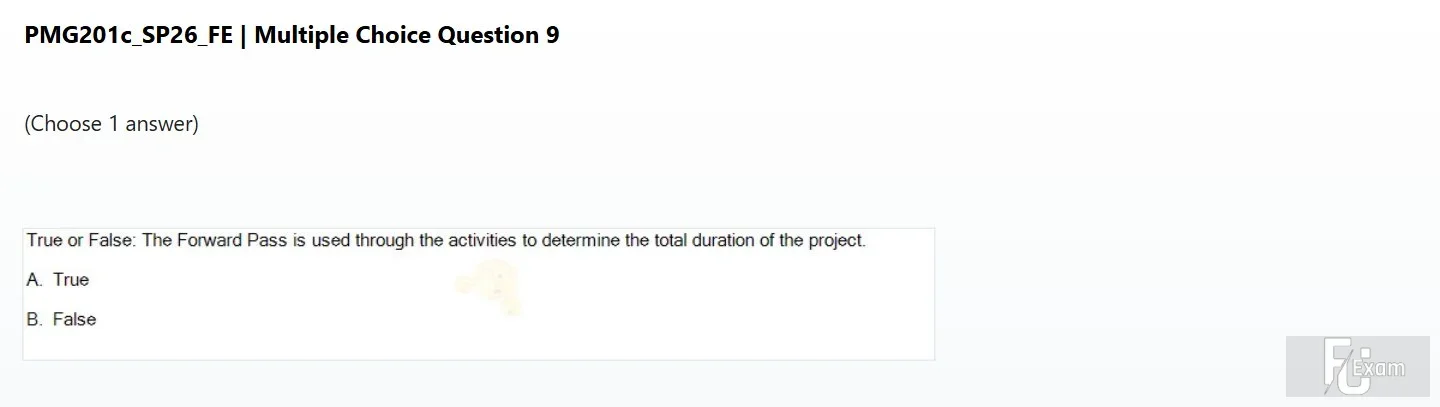 PMG201c_SP26_FE | Multiple Choice Question 9
(Choose 1 answer)
True or False: The Forward Pass is used through the activities to determine the total duration of the project.
A. True
B. False
FU Exam